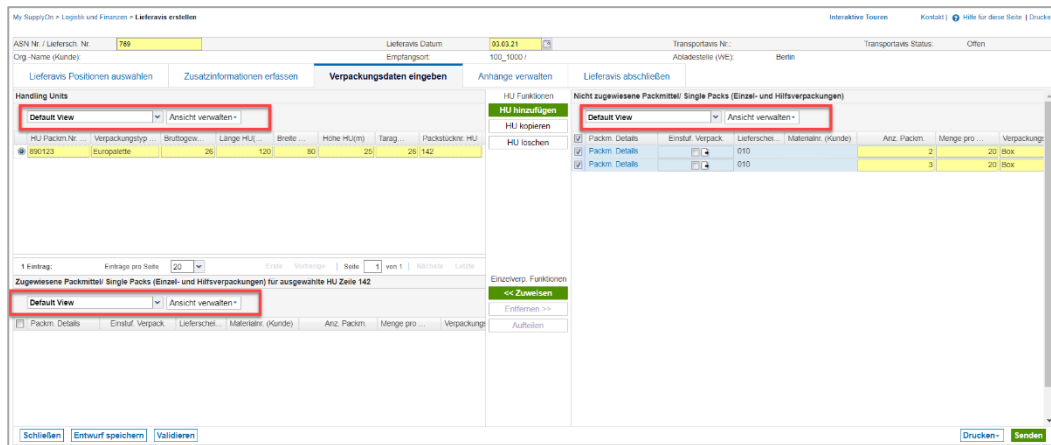 My SupplyOn > Logistik und Finanzen > Lieferavis erstellen
Interaktive Touren Kontakt | Hilfe für diese Seite | Drucke
ASN Nr. / Liefersch. Nr. 789 Lieferavis Datum 03.03.21 Transportavis Nr.: Transportavis Status: Offen
Org.-Name (Kunde): Empfangsort: 100_1000 / Abladestelle (WE): Berlin
Lieferavis Positionen auswählen Zusatzinformationen erfassen Verpackungsdaten eingeben Anhänge verwalten Lieferavis abschließen
Handling Units HU Funktionen Nicht zugewiesene Packmittel/ Single Packs (Einzel- und Hilfsverpackungen)
Default View Ansicht verwalten HU hinzufügen Default View Ansicht verwalten
HU kopieren
HU Packm.Nr. ... Verpackungstyp ... Bruttogew... Länge HU(... Breite ... Höhe HU(m) Tarag... Packstücknr. HU HU löschen Packm. Details Einstuf. Verpack. Lieferschei... Materialnr. (Kunde) Anz. Packm. Menge pro ... Verpackungs
890123 Europalette 26 120 80 25 26 142 Packm. Details 010 2 20 Box
Packm. Details 010 3 20 Box
1 Eintrag: Einträge pro Seite 20 Erste Vorherige Seite 1 von 1 Nächste Letzte
Zugewiesene Packmittel/ Single Packs (Einzel- und Hilfsverpackungen) für ausgewählte HU Zeile 142 Einzelverp. Funktionen
Default View Ansicht verwalten << Zuweisen
Entfernen >>
Packm. Details Einstuf. Verpack. Lieferschei... Materialnr. (Kunde) Anz. Packm. Menge pro ... Verpackungs Aufteilen
Schließen Entwurf speichern Validieren Drucken Senden